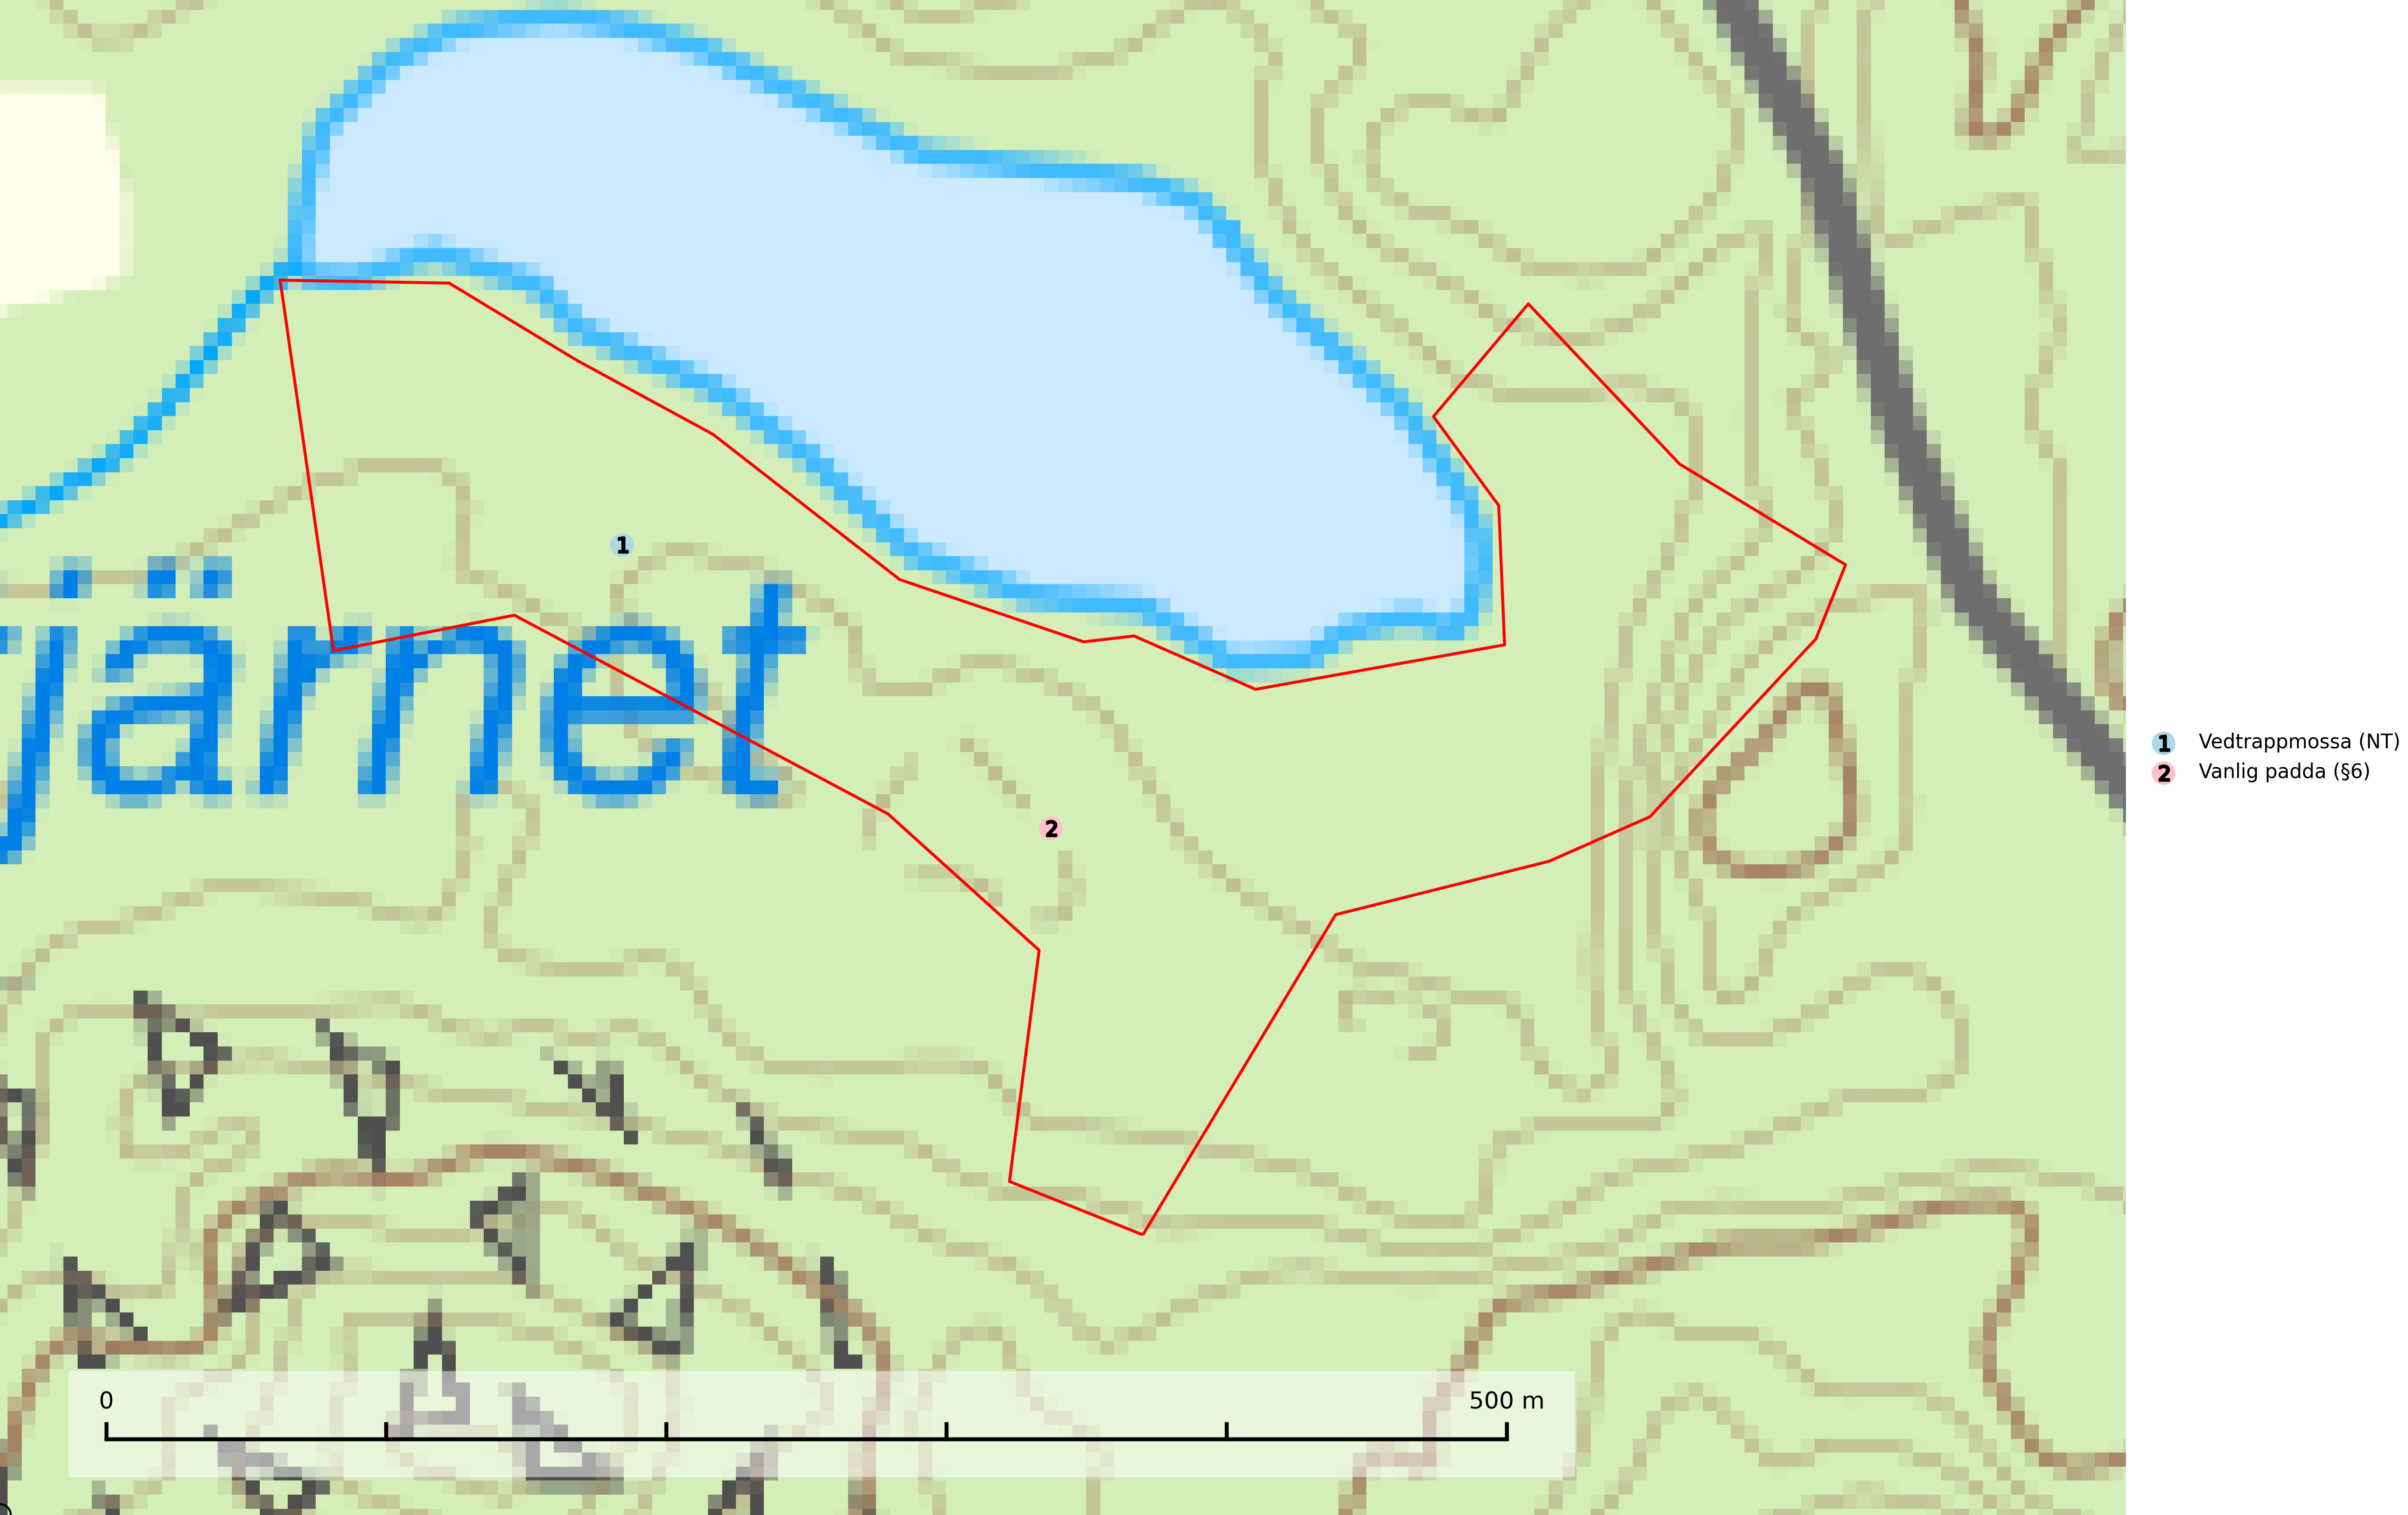 1
järnet
2
1 Vedtrappmossa (NT)
2 Vanlig padda (§6)
0 500 m